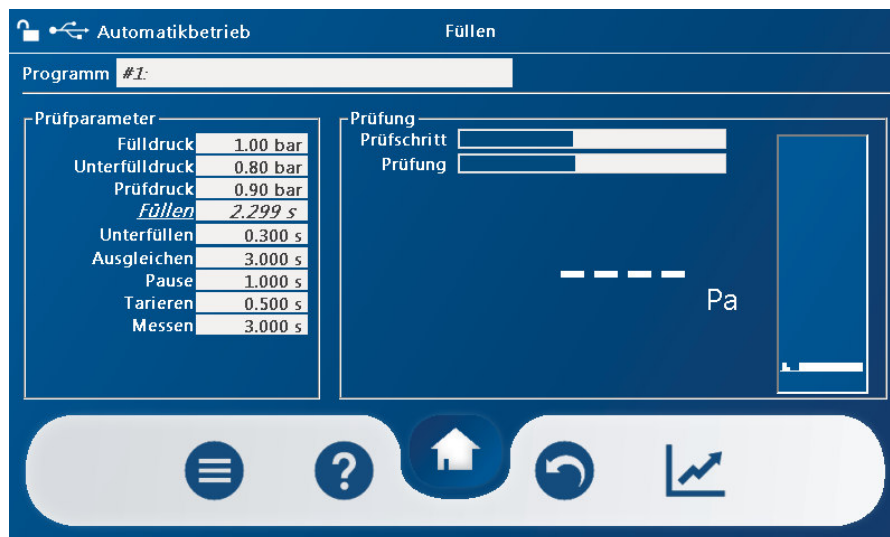 Automatikbetrieb Füllen
Programm #1:
Prüfparameter
Fülldruck 1.00 bar
Unterfülldruck 0.80 bar
Prüfdruck 0.90 bar
Füllen 2.299 s
Unterfüllen 0.300 s
Ausgleichen 3.000 s
Pause 1.000 s
Tarieren 0.500 s
Messen 3.000 s
Prüfung
Prüfschritt
Prüfung
– – – –
Pa
?